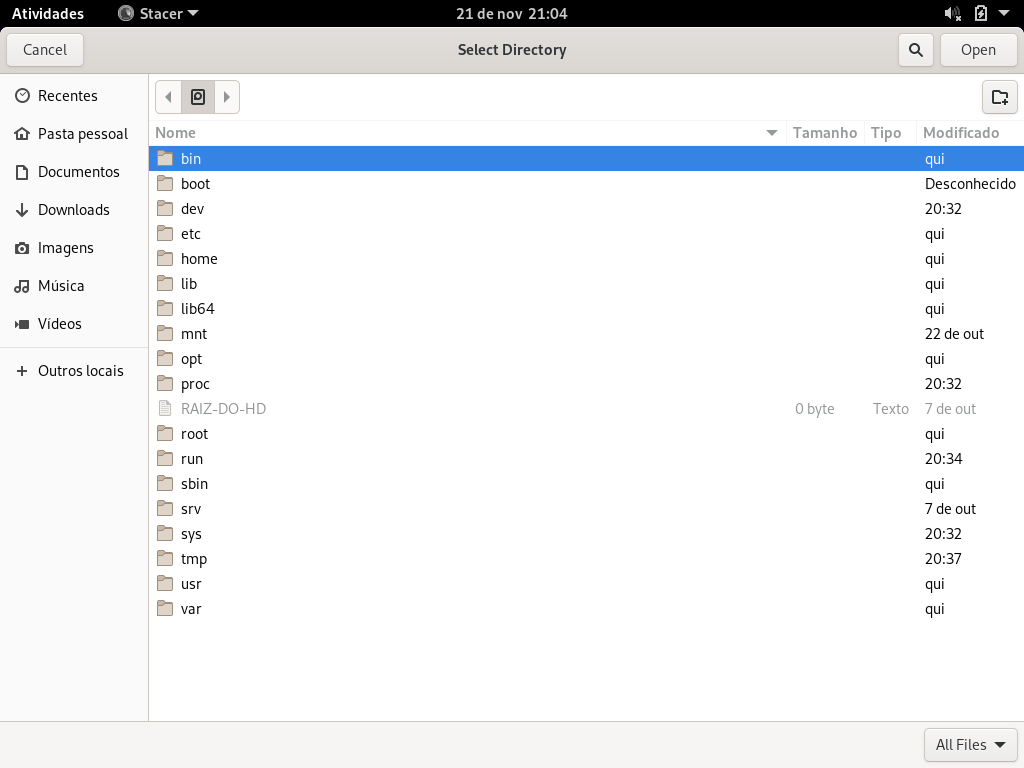 Atividades Stacer 21 de nov 21:04
Cancel Select Directory Open
Recentes
Pasta pessoal
Documentos
Downloads
Imagens
Música
Vídeos
Outros locais
Nome Tamanho Tipo Modificado
bin qui
boot Desconhecido
dev 20:32
etc qui
home qui
lib qui
lib64 qui
mnt 22 de out
opt qui
proc 20:32
RAIZ-DO-HD 0 byte Texto 7 de out
root qui
run 20:34
sbin qui
srv 7 de out
sys 20:32
tmp 20:37
usr qui
var qui
All Files